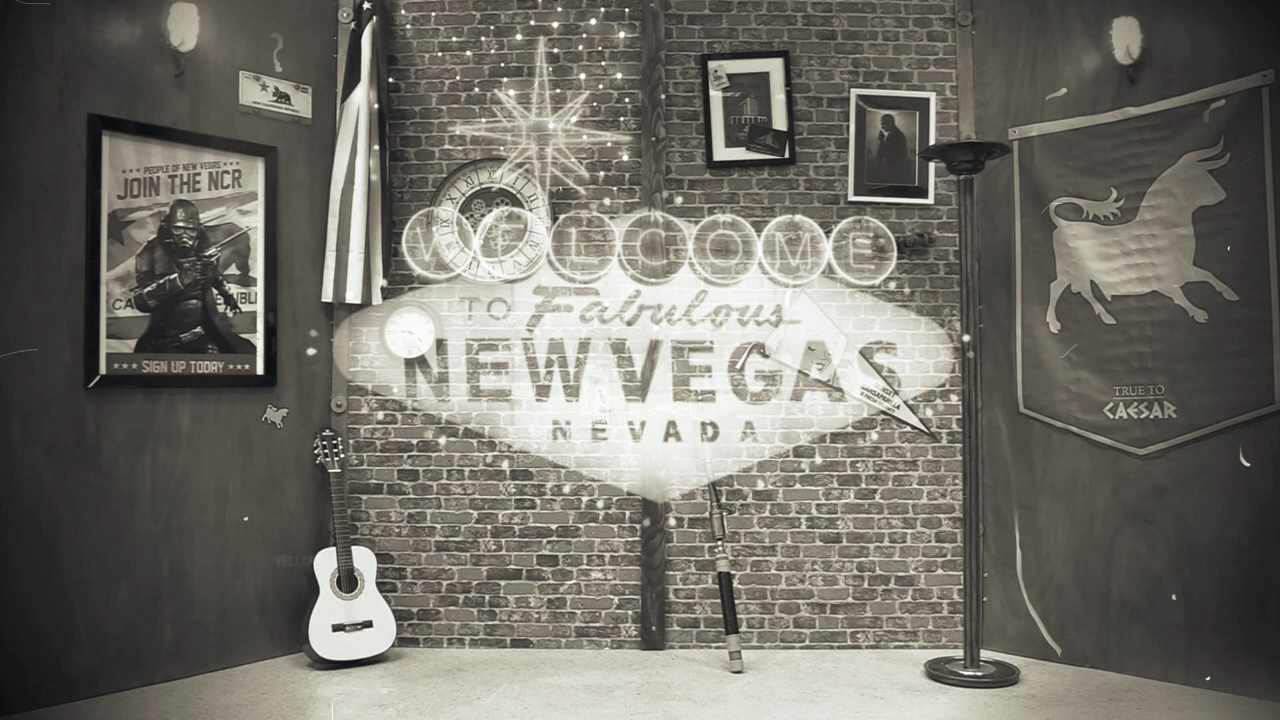 ★★★ PEOPLE OF NEW VEGAS ★★★
JOIN THE NCR
★★★ SIGN UP TODAY ★★★
WELCOME
TO Fabulous
NEW VEGAS
NEVADA
TRUE TO
CAESAR